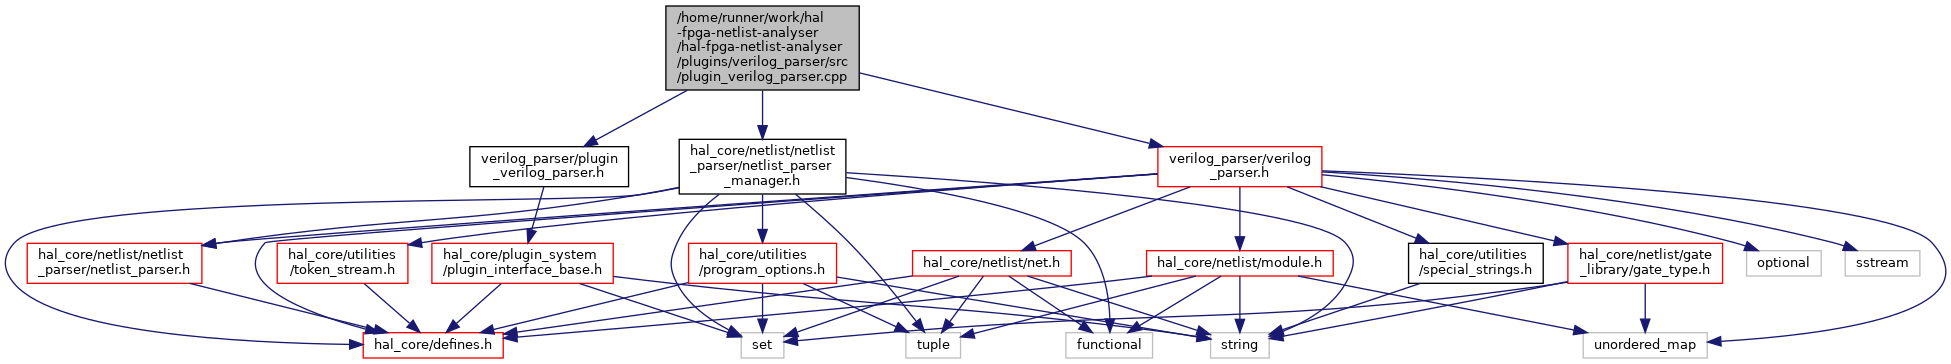 /home/runner/work/hal
-fpga-netlist-analyser
/hal-fpga-netlist-analyser
/plugins/verilog_parser/src
/plugin_verilog_parser.cpp
verilog_parser/plugin
_verilog_parser.h
hal_core/netlist/netlist
_parser/netlist_parser
_manager.h
verilog_parser/verilog
_parser.h
hal_core/netlist/netlist
_parser/netlist_parser.h
hal_core/utilities
/token_stream.h
hal_core/plugin_system
/plugin_interface_base.h
hal_core/utilities
/program_options.h
hal_core/netlist/net.h
hal_core/netlist/module.h
hal_core/utilities
/special_strings.h
hal_core/netlist/gate
_library/gate_type.h
optional
sstream
hal_core/defines.h
set
tuple
functional
string
unordered_map